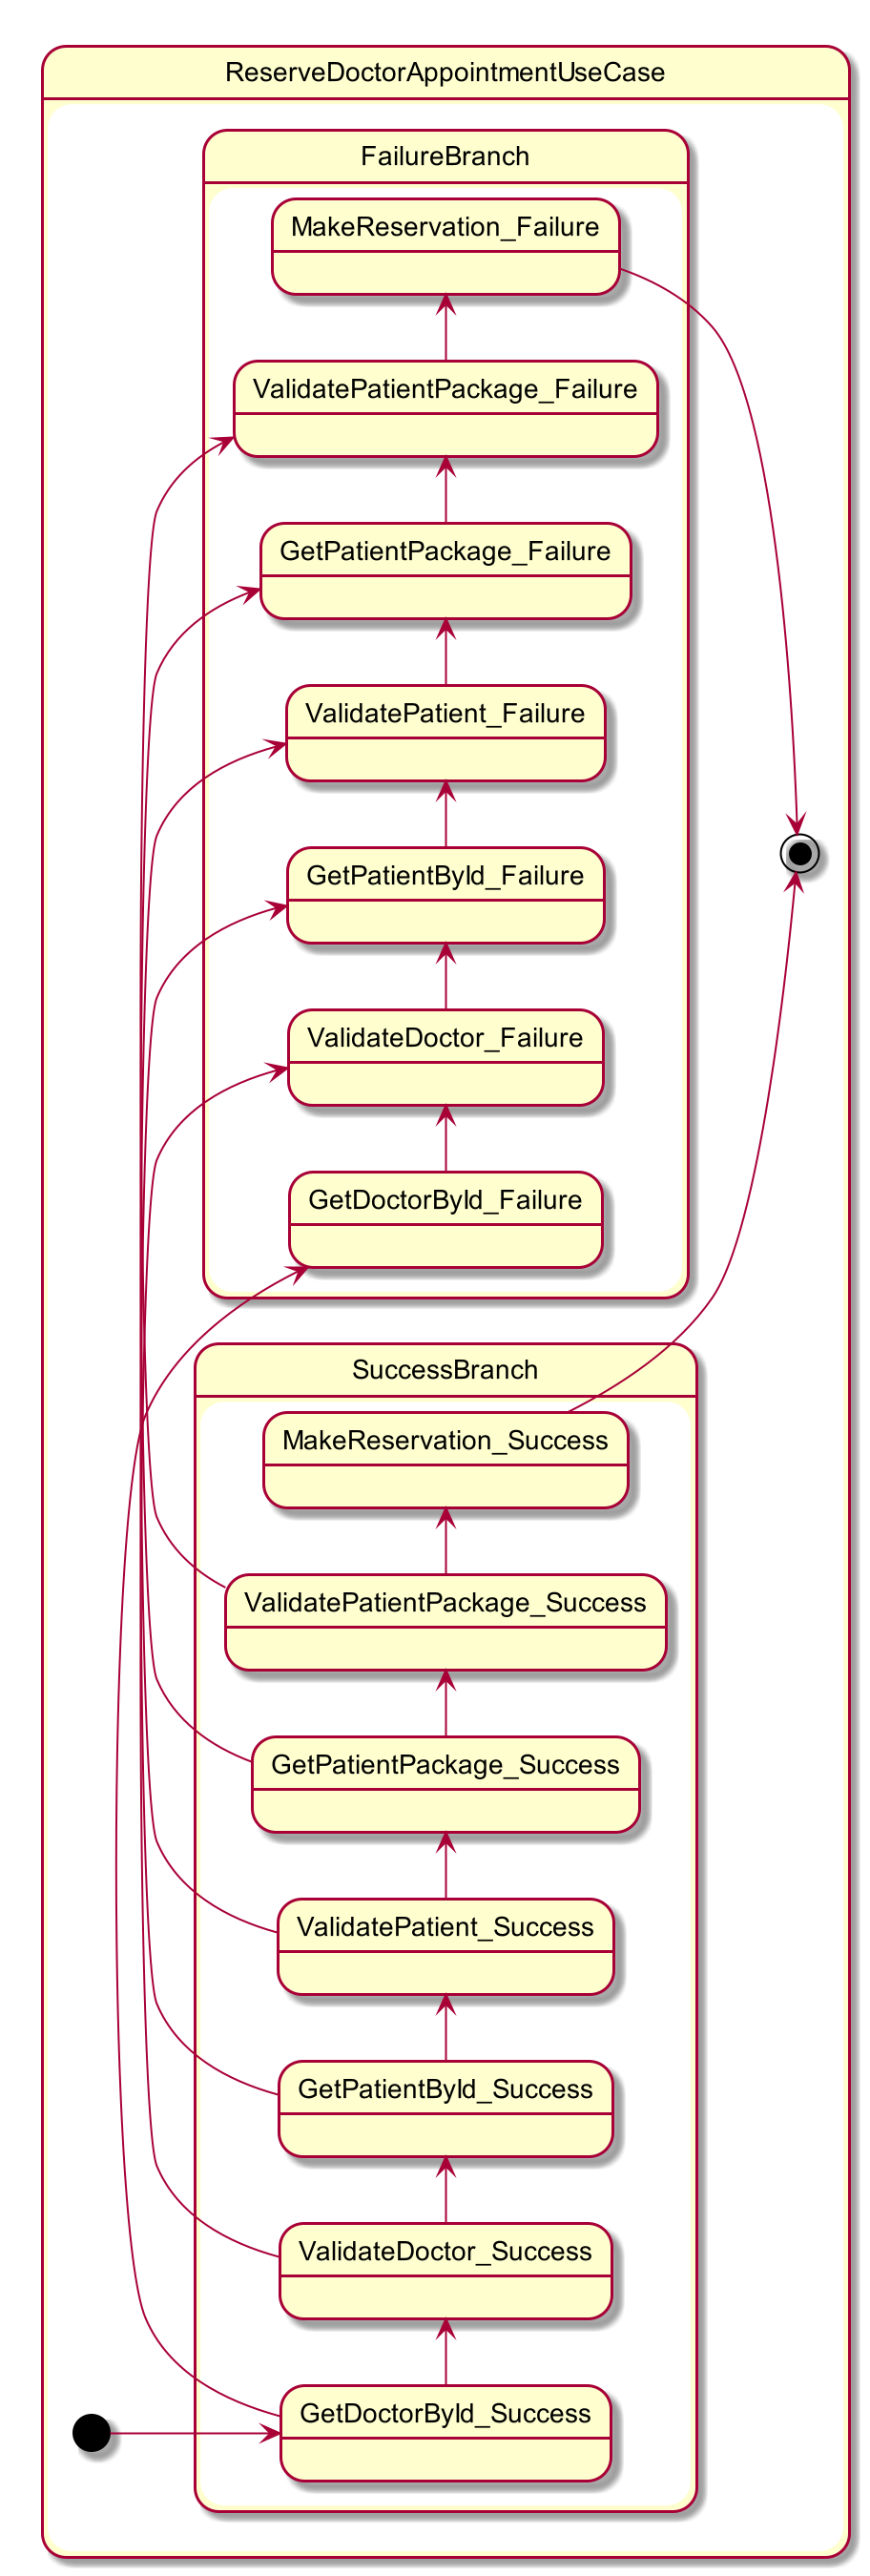 ReserveDoctorAppointmentUseCase
FailureBranch
MakeReservation_Failure
ValidatePatientPackage_Failure
GetPatientPackage_Failure
ValidatePatient_Failure
GetPatientById_Failure
ValidateDoctor_Failure
GetDoctorById_Failure
SuccessBranch
MakeReservation_Success
ValidatePatientPackage_Success
GetPatientPackage_Success
ValidatePatient_Success
GetPatientById_Success
ValidateDoctor_Success
GetDoctorById_Success